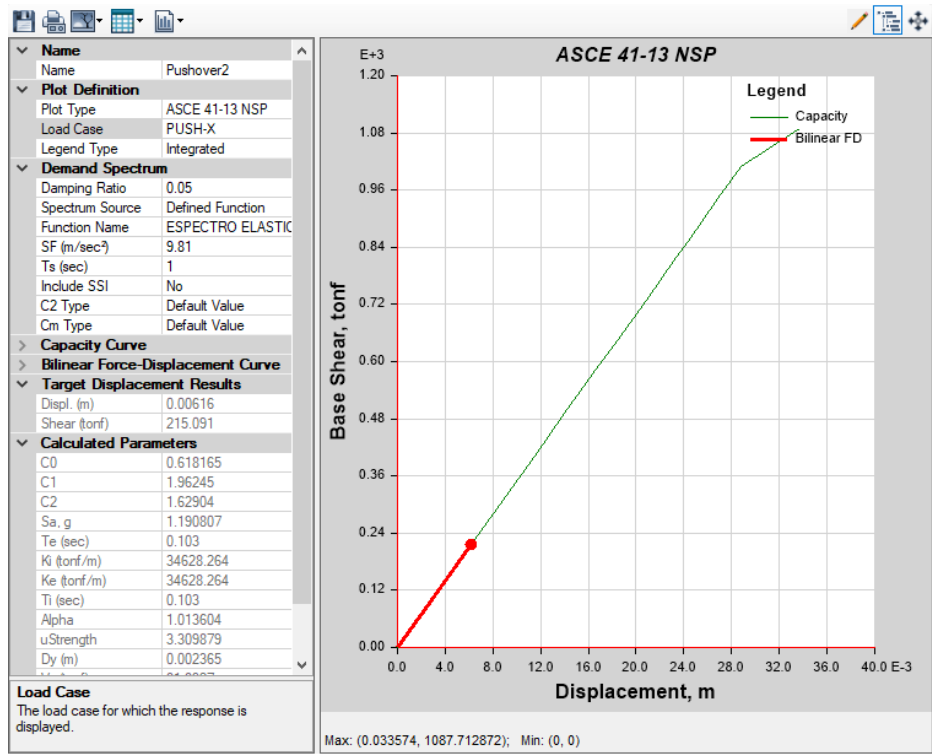 Name
Name Pushover2
Plot Definition
Plot Type ASCE 41-13 NSP
Load Case PUSH-X
Legend Type Integrated
Demand Spectrum
Damping Ratio 0.05
Spectrum Source Defined Function
Function Name ESPECTRO ELASTIC
SF (m/sec²) 9.81
Ts (sec) 1
Include SSI No
C2 Type Default Value
Cm Type Default Value
Capacity Curve
Bilinear Force-Displacement Curve
Target Displacement Results
Displ. (m) 0.00616
Shear (tonf) 215.091
Calculated Parameters
C0 0.618165
C1 1.96245
C2 1.62904
Sa, g 1.190807
Te (sec) 0.103
Ki (tonf/m) 34628.264
Ke (tonf/m) 34628.264
Ti (sec) 0.103
Alpha 1.013604
uStrength 3.309879
Dy (m) 0.002365
Load Case
The load case for which the response is
displayed.
ASCE 41-13 NSP
E+3
1.20
1.08
0.96
0.84
0.72
0.60
0.48
0.36
0.24
0.12
0.00
Base Shear, tonf
Legend
Capacity
Bilinear FD
0.0 4.0 8.0 12.0 16.0 20.0 24.0 28.0 32.0 36.0 40.0 E-3
Displacement, m
Max: (0.033574, 1087.712872); Min: (0, 0)